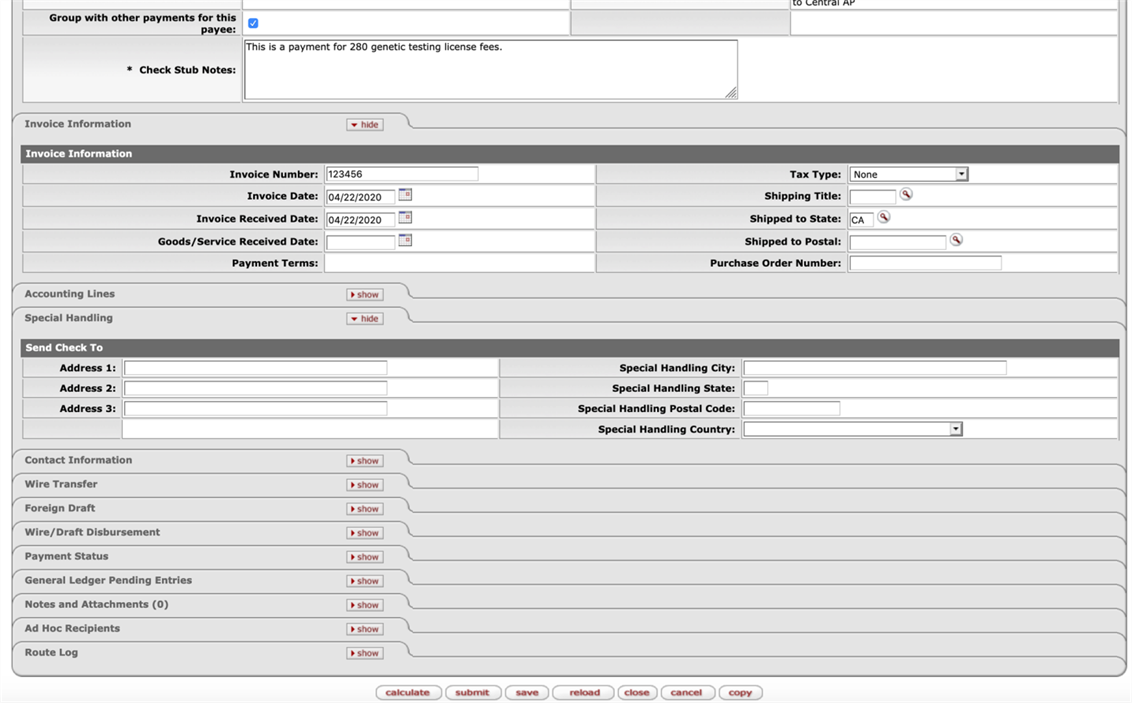 to Central AP
Group with other payments for this
payee:
* Check Stub Notes:
This is a payment for 280 genetic testing license fees.
Invoice Information
hide
Invoice Information
Invoice Number: 123456
Tax Type: None
Invoice Date: 04/22/2020
Shipping Title:
Invoice Received Date: 04/22/2020
Shipped to State: CA
Goods/Service Received Date:
Shipped to Postal:
Payment Terms:
Purchase Order Number:
Accounting Lines
show
Special Handling
hide
Send Check To
Address 1:
Special Handling City:
Address 2:
Special Handling State:
Address 3:
Special Handling Postal Code:
Special Handling Country:
Contact Information
show
Wire Transfer
show
Foreign Draft
show
Wire/Draft Disbursement
show
Payment Status
show
General Ledger Pending Entries
show
Notes and Attachments (0)
show
Ad Hoc Recipients
show
Route Log
show
calculate submit save reload close cancel copy